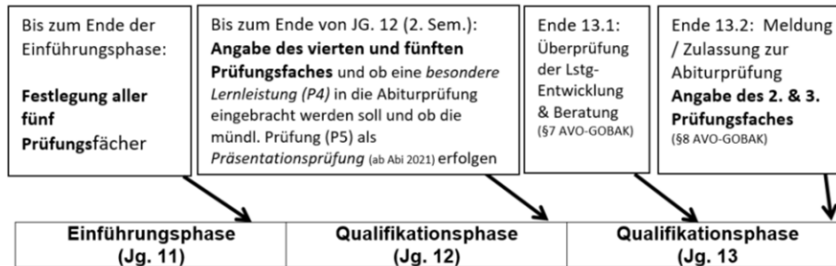 Bis zum Ende der
Einführungsphase:
Festlegung aller
fünf
Prüfungsfächer
Bis zum Ende von JG. 12 (2. Sem.):
Angabe des vierten und fünften
Prüfungsfaches und ob eine besondere
Lernleistung (P4) in die Abiturprüfung
eingebracht werden soll und ob die
mündl. Prüfung (P5) als
Präsentationsprüfung (ab Abi 2021) erfolgen
Ende 13.1:
Überprüfung
der Lstg-
Entwicklung
& Beratung
(§7 AVO-GOBAK)
Ende 13.2: Meldung
/ Zulassung zur
Abiturprüfung
Angabe des 2. & 3.
Prüfungsfaches
(§8 AVO-GOBAK)
Einführungsphase
(Jg. 11)
Qualifikationsphase
(Jg. 12)
Qualifikationsphase
(Jg. 13